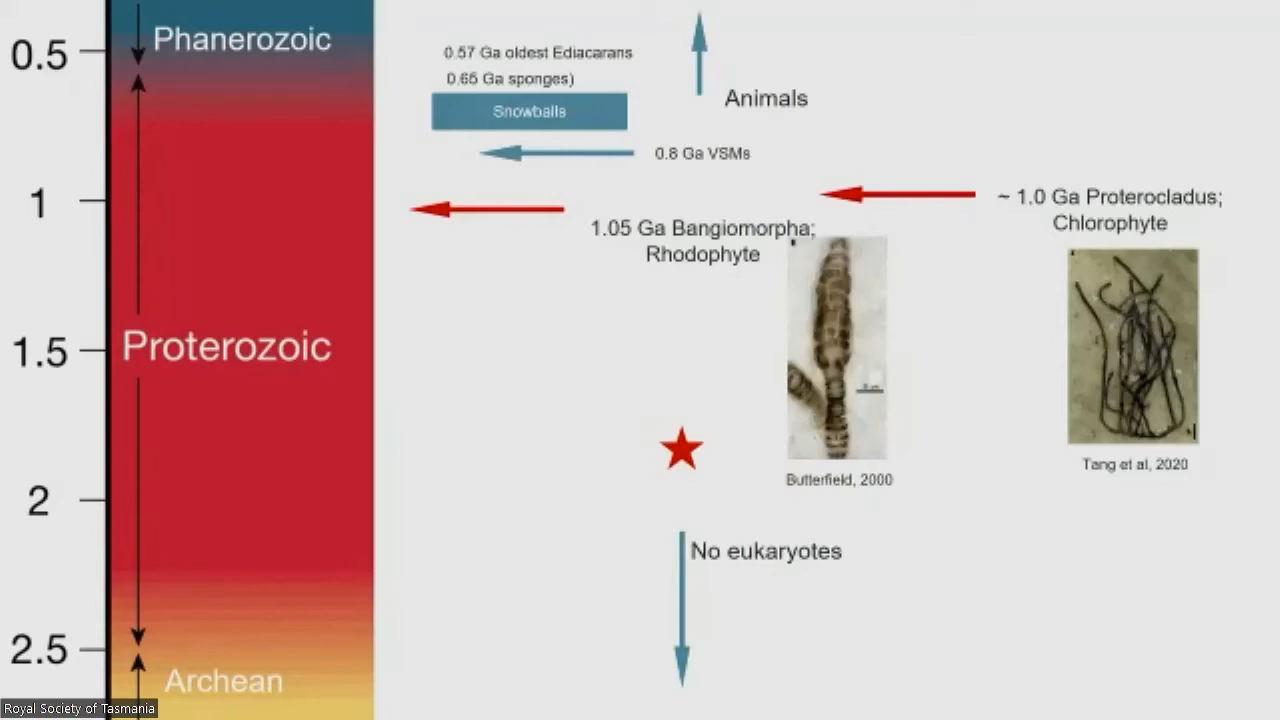 0.5
Phanerozoic
0.57 Ga oldest Ediacarans
0.65 Ga sponges)
Snowballs
Animals
0.8 Ga VSMs
1
~ 1.0 Ga Proterocladus;
Chlorophyte
1.05 Ga Bangiomorpha;
Rhodophyte
1.5
Proterozoic
Butterfield, 2000
Tang et al, 2020
2
No eukaryotes
2.5
Archean
Royal Society of Tasmania